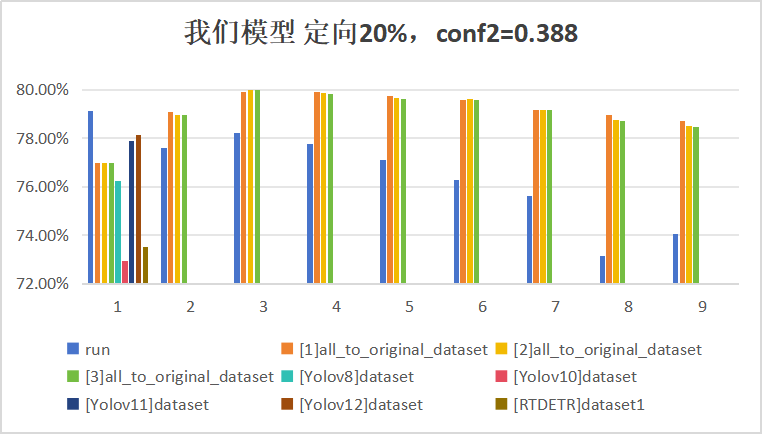 我们模型 定向20%，conf2=0.388
80.00%
78.00%
76.00%
74.00%
72.00%
1 2 3 4 5 6 7 8 9
run [1]all_to_original_dataset [2]all_to_original_dataset
[3]all_to_original_dataset [Yolov8]dataset [Yolov10]dataset
[Yolov11]dataset [Yolov12]dataset [RTDETR]dataset1